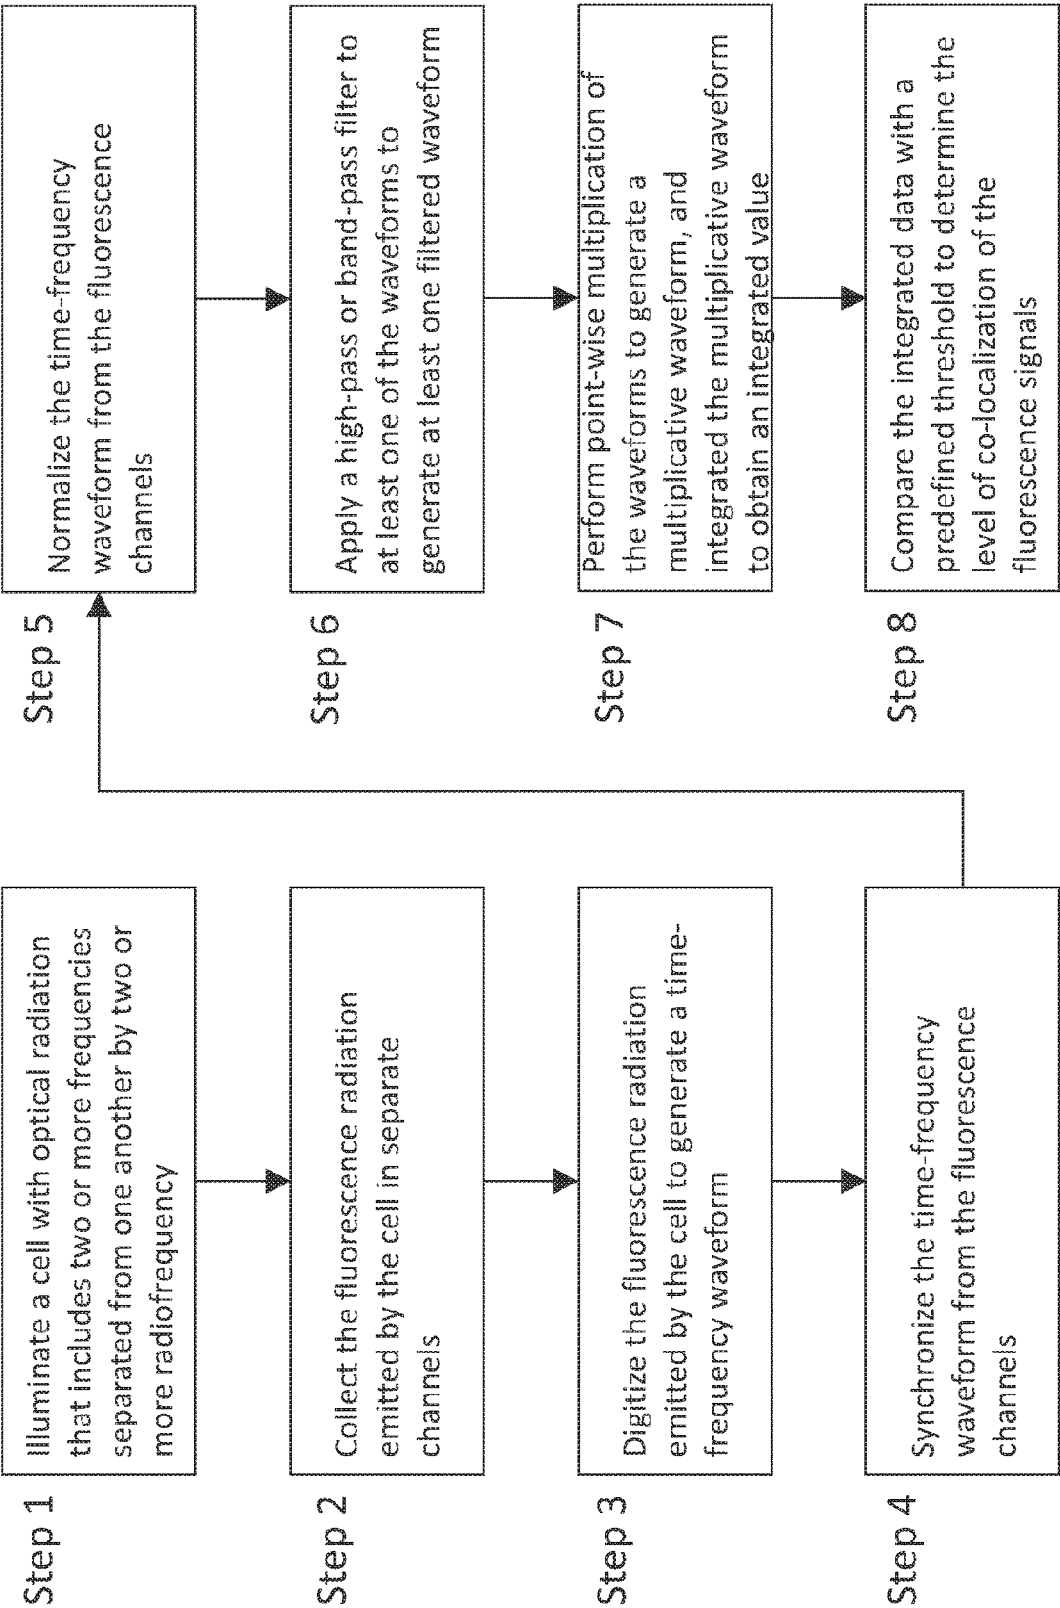 Step 1
Illuminate a cell with optical radiation
that includes two or more frequencies
separated from one another by two or
more radiofrequency
Step 2
Collect the fluorescence radiation
emitted by the cell in separate
channels
Step 3
Digitize the fluorescence radiation
emitted by the cell to generate a time-
frequency waveform
Step 4
Synchronize the time-frequency
waveform from the fluorescence
channels
Step 5
Normalize the time-frequency
waveform from the fluorescence
channels
Step 6
Apply a high-pass or band-pass filter to
at least one of the waveforms to
generate at least one filtered waveform
Step 7
Perform point-wise multiplication of
the waveforms to generate a
multiplicative waveform, and
integrated the multiplicative waveform
to obtain an integrated value
Step 8
Compare the integrated data with a
predefined threshold to determine the
level of co-localization of the
fluorescence signals